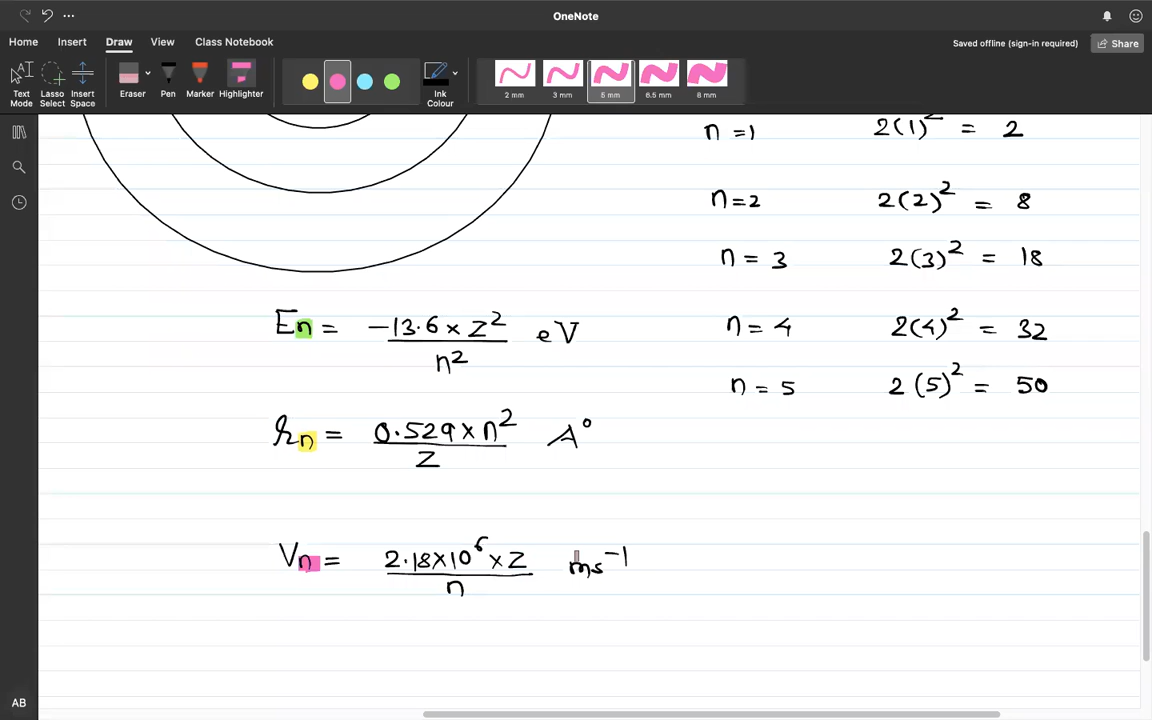 OneNote
Home Insert Draw View Class Notebook
Saved offline (sign-in required) Share
Text Mode
Lasso Select
Insert Space
Eraser
Pen
Marker
Highlighter
Ink Colour
2 mm 3 mm 5 mm 6.5 mm 8 mm
n =1 2(1)² = 2
n =2 2(2)² = 8
n = 3 2(3)² = 18
En = -13.6 × Z² / n² eV
n = 4 2(4)² = 32
n = 5 2(5)² = 50
rn = 0.529 × n² / Z A°
Vn = 2.18×10⁶ × Z / n ms⁻¹
AB